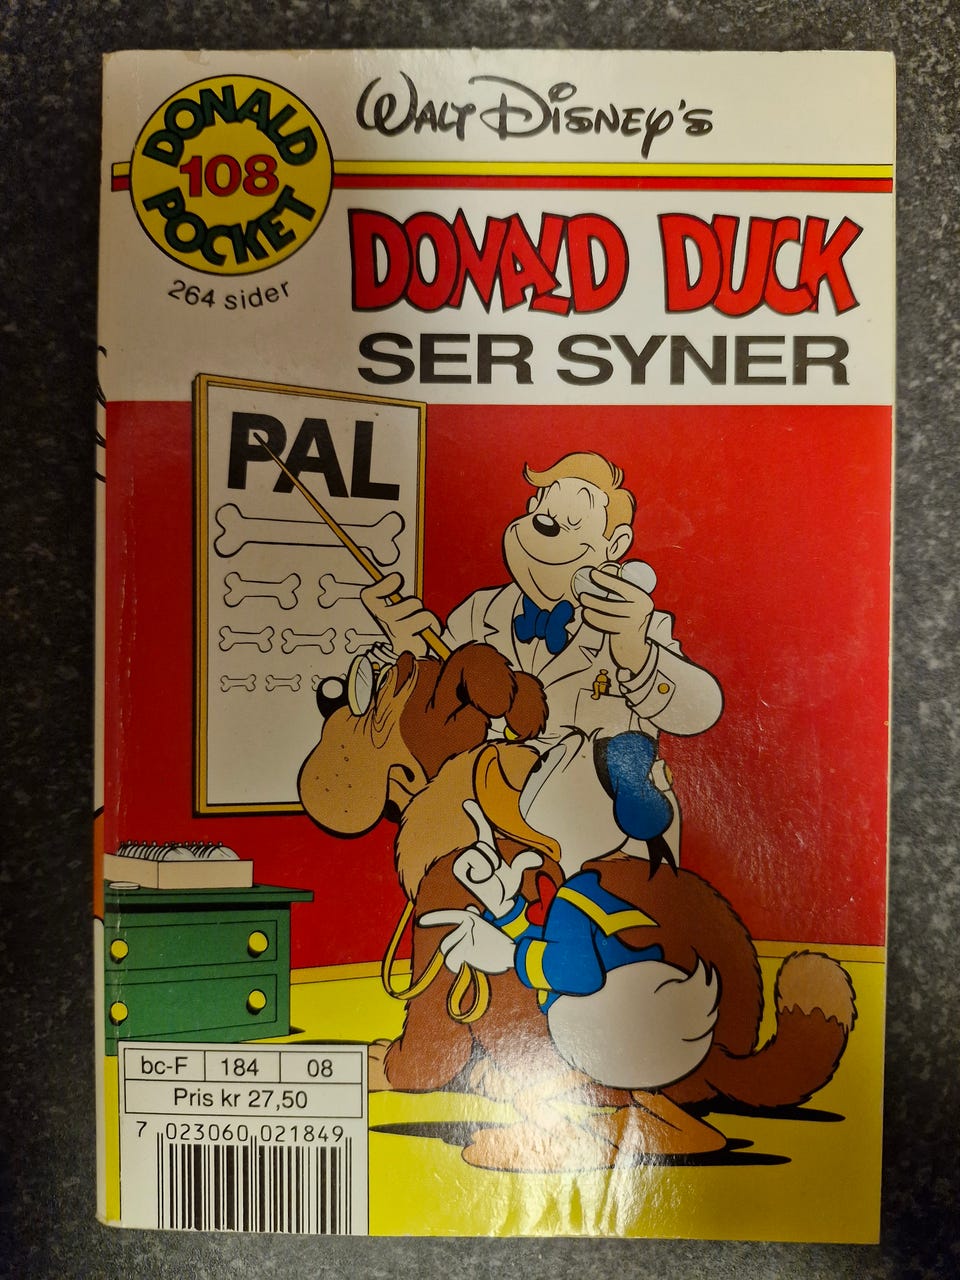 DONALD
108
POCKET
264 sider
WALT DISNEY'S
DONALD DUCK
SER SYNER
PAL
bc-F 184 08
Pris kr 27,50
7 023060 021849